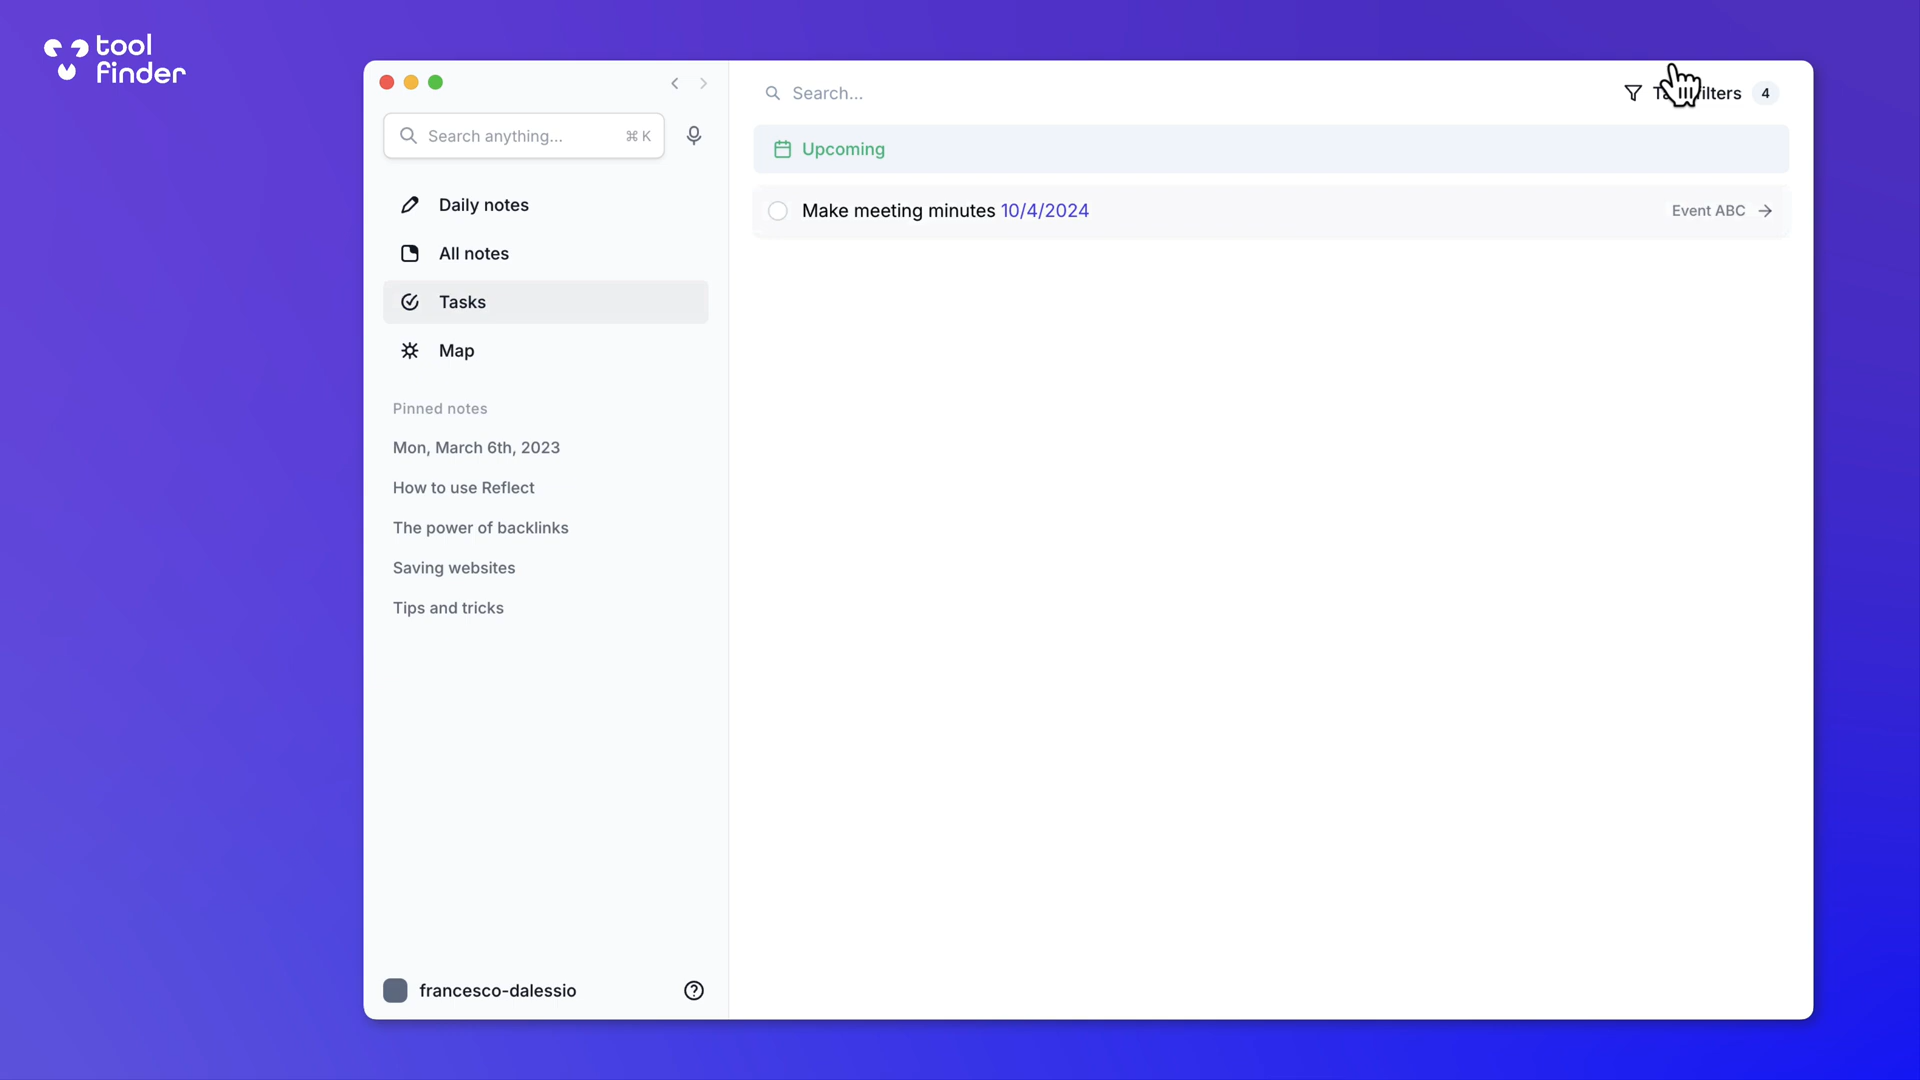 tool
finder
Search anything...
⌘ K
Daily notes
All notes
Tasks
Map
Pinned notes
Mon, March 6th, 2023
How to use Reflect
The power of backlinks
Saving websites
Tips and tricks
francesco-dalessio
Search...
4
Upcoming
Make meeting minutes 10/4/2024
Event ABC